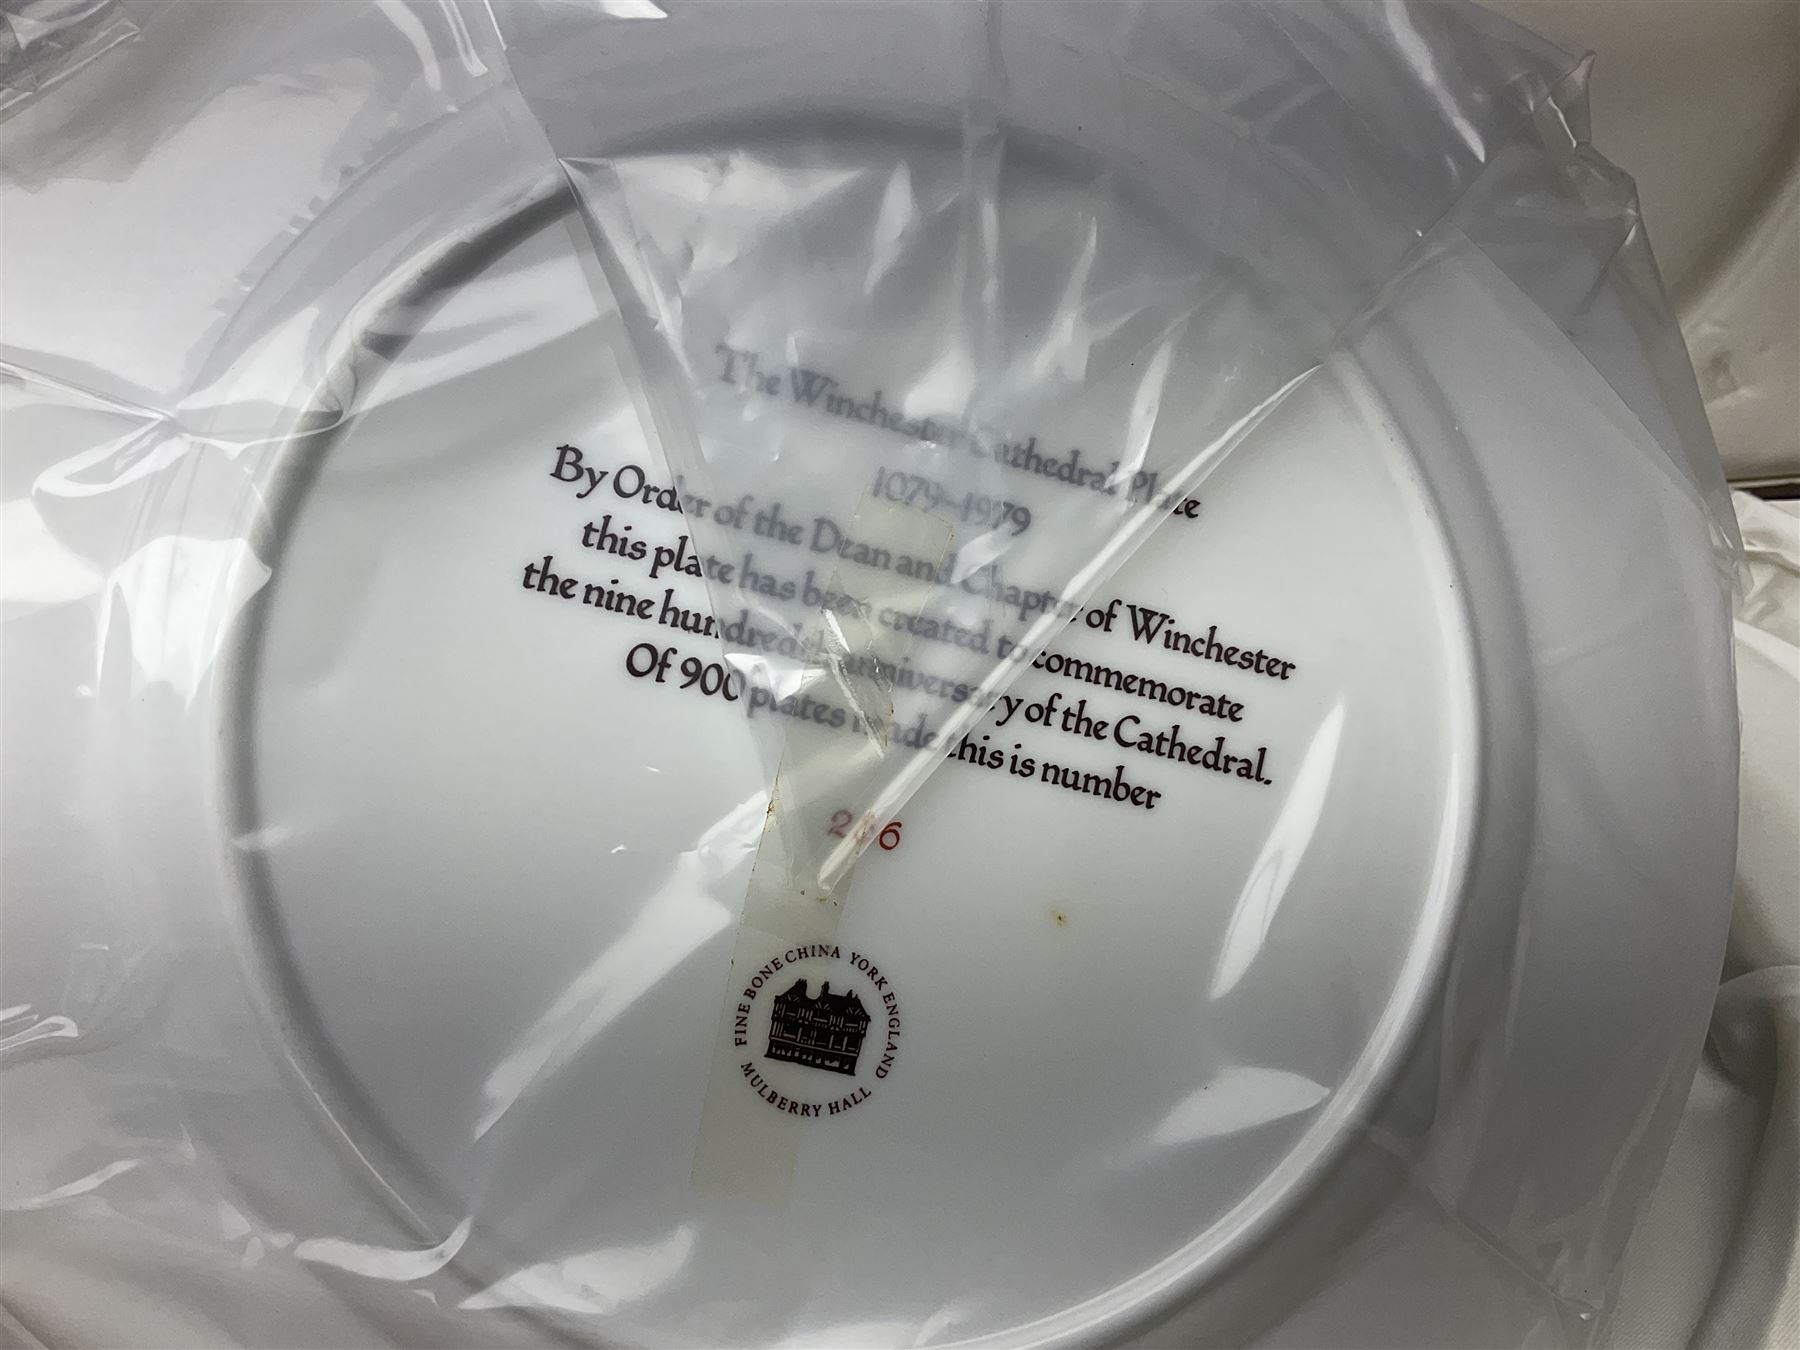 The Winchester Cathedral Plate
1079-1979
By Order of the Dean and Chapter of Winchester
this plate has been created to commemorate
the nine hundredth anniversary of the Cathedral.
Of 900 plates made this is number
FINE BONE CHINA YORK ENGLAND
MULBERRY HALL